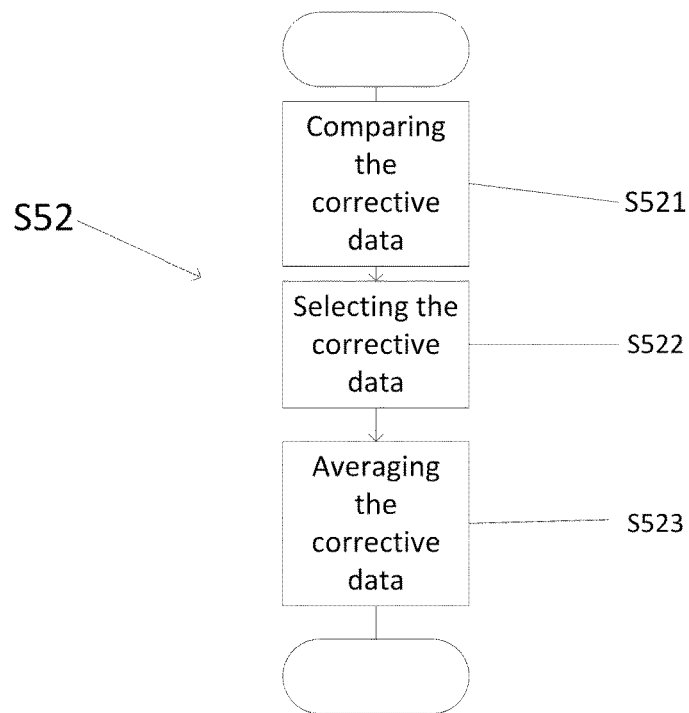 Comparing
the
corrective
data
S521
S52
Selecting the
corrective
data
S522
Averaging
the
corrective
data
S523